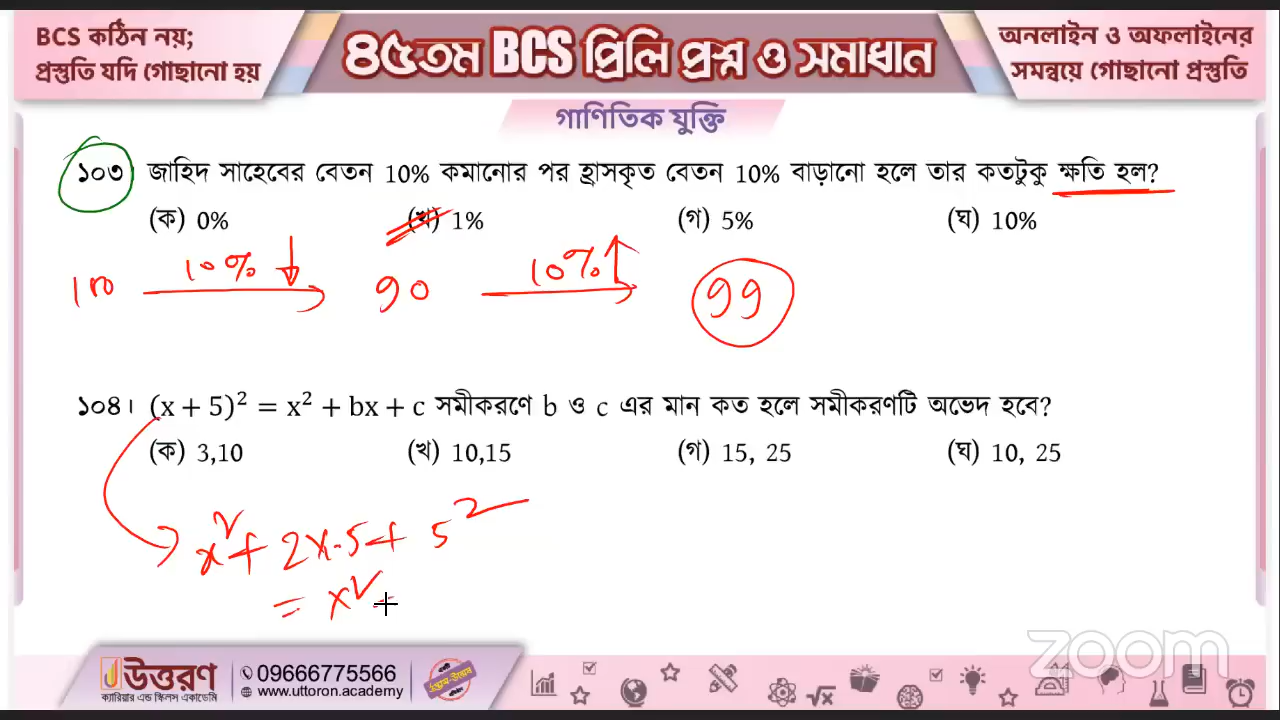 BCS কঠিন নয়;
প্রস্তুতি যদি গোছানো হয়
৪৫তম BCS প্রিলি প্রশ্ন ও সমাধান
অনলাইন ও অফলাইনের
সমন্বয়ে গোছানো প্রস্তুতি
গাণিতিক যুক্তি
১০৩ জাহিদ সাহেবের বেতন 10% কমানোর পর হ্রাসকৃত বেতন 10% বাড়ানো হলে তার কতটুকু ক্ষতি হল?
(ক) 0% (খ) 1% (গ) 5% (ঘ) 10%
100 10% ↓ → 90 10% ↑ → 99
১০৪। (x + 5)² = x² + bx + c সমীকরণে b ও c এর মান কত হলে সমীকরণটি অভেদ হবে?
(ক) 3,10 (খ) 10,15 (গ) 15, 25 (ঘ) 10, 25
x² + 2x·5 + 5²
= x² +
উত্তরণ
ক্যারিয়ার এন্ড স্কিলস একাডেমি
09666775566
www.uttoron.academy
zoom